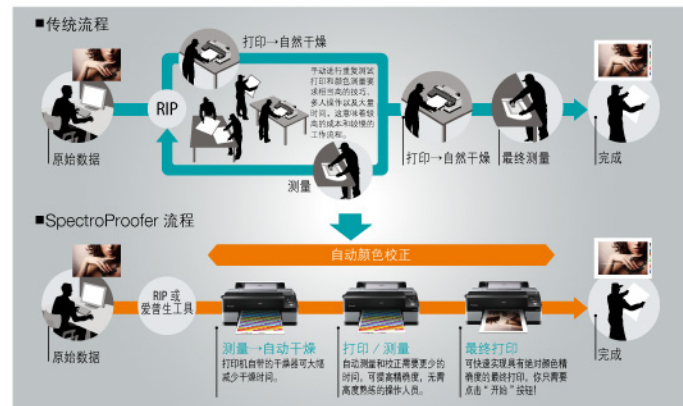 ■传统流程
打印→自然干燥
手动进行重复测试
打印和颜色测量要
求相当高的技巧、
多人操作以及大量
时间。这意味着较
高的成本和较慢的
工作流程。
RIP
原始数据
测量
打印→自然干燥
最终测量
完成
■SpectroProofer 流程
自动颜色校正
RIP 或
爱普生工具
原始数据
测量→自动干燥
打印机自带的干燥器可大幅
减少干燥时间。
打印 / 测量
自动测量和校正需要更少的
时间，可提高精确度，无需
高度熟练的操作人员。
最终打印
可快速实现具有绝对颜色精
确度的最终打印。你只需要
点击“开始”按钮!
完成